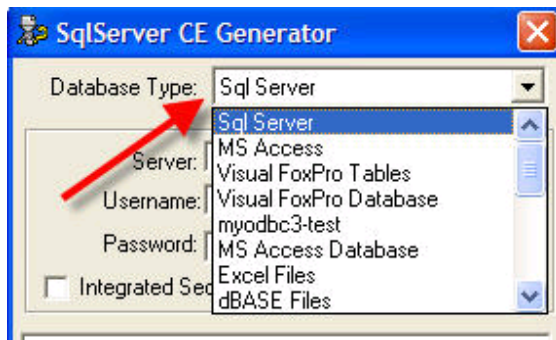 SqlServer CE Generator
Database Type: Sql Server
Sql Server
MS Access
Server:
Visual FoxPro Tables
Username:
Visual FoxPro Database
myodbc3-test
Password:
MS Access Database
Excel Files
Integrated Sec
dBASE Files